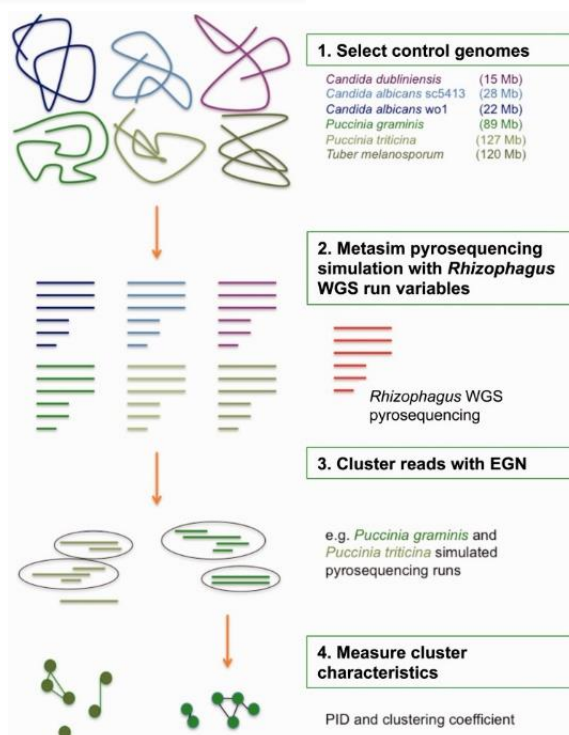 1. Select control genomes
Candida dubliniensis (15 Mb)
Candida albicans sc5413 (28 Mb)
Candida albicans wo1 (22 Mb)
Puccinia graminis (89 Mb)
Puccinia triticina (127 Mb)
Tuber melanosporum (120 Mb)
2. Metasim pyrosequencing
simulation with Rhizophagus
WGS run variables
Rhizophagus WGS
pyrosequencing
3. Cluster reads with EGN
e.g. Puccinia graminis and
Puccinia triticina simulated
pyrosequencing runs
4. Measure cluster
characteristics
PID and clustering coefficient